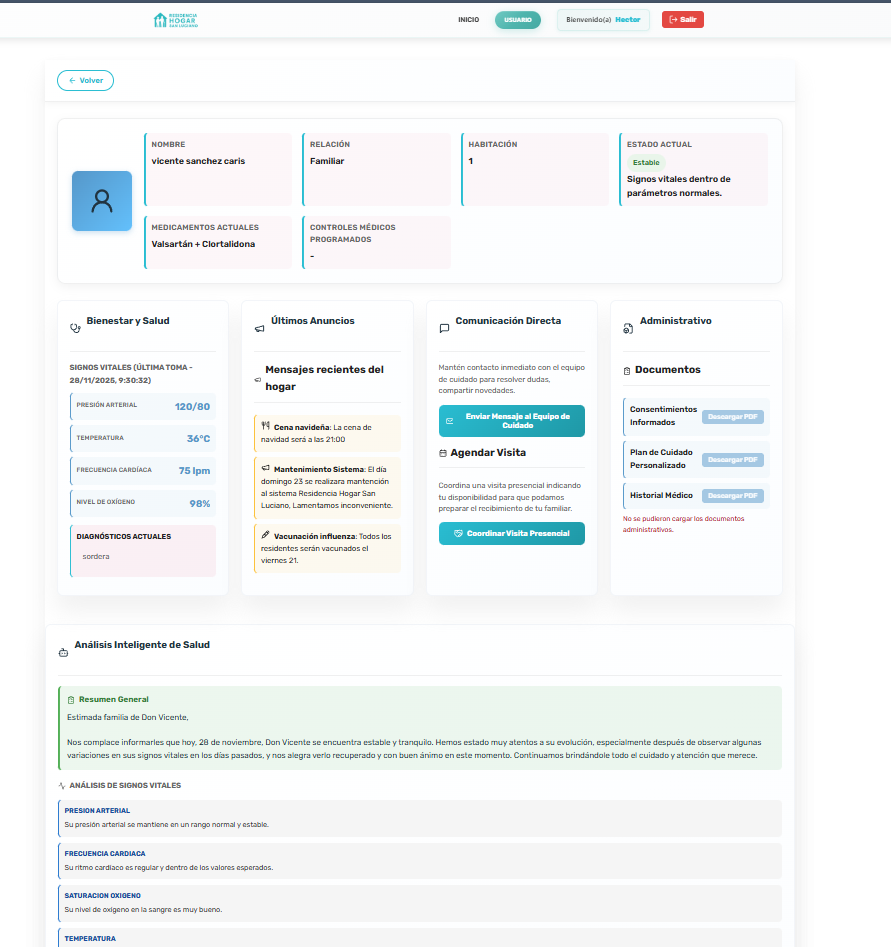 RESIDENCIA
HOGAR
SAN LUCIANO
INICIO
USUARIO
Bienvenido(a) Hector
Salir
Volver
NOMBRE
vicente sanchez caris
RELACIÓN
Familiar
HABITACIÓN
1
ESTADO ACTUAL
Estable
Signos vitales dentro de
parámetros normales.
MEDICAMENTOS ACTUALES
Valsartán + Clortalidona
CONTROLES MÉDICOS
PROGRAMADOS
-
Bienestar y Salud
SIGNOS VITALES (ÚLTIMA TOMA -
28/11/2025, 9:30:32)
PRESIÓN ARTERIAL 120/80
TEMPERATURA 36°C
FRECUENCIA CARDÍACA 75 lpm
NIVEL DE OXÍGENO 98%
DIAGNÓSTICOS ACTUALES
sordera
Últimos Anuncios
Mensajes recientes del
hogar
Cena navideña: La cena de
navidad será a las 21:00
Mantenimiento Sistema: El día
domingo 23 se realizara mantención
al sistema Residencia Hogar San
Luciano, Lamentamos inconveniente.
Vacunación influenza: Todos los
residentes serán vacunados el
viernes 21.
Comunicación Directa
Mantén contacto inmediato con el equipo
de cuidado para resolver dudas,
compartir novedades.
Enviar Mensaje al Equipo de
Cuidado
Agendar Visita
Coordina una visita presencial indicando
tu disponibilidad para que podamos
preparar el recibimiento de tu familiar.
Coordinar Visita Presencial
Administrativo
Documentos
Consentimientos
Informados
Descargar PDF
Plan de Cuidado
Personalizado
Descargar PDF
Historial Médico
Descargar PDF
No se pudieron cargar los documentos
administrativos.
Análisis Inteligente de Salud
Resumen General
Estimada familia de Don Vicente,
Nos complace informarles que hoy, 28 de noviembre, Don Vicente se encuentra estable y tranquilo. Hemos estado muy atentos a su evolución, especialmente después de observar algunas
variaciones en sus signos vitales en los días pasados, y nos alegra verlo recuperado y con buen ánimo en este momento. Continuamos brindándole todo el cuidado y atención que merece.
ANÁLISIS DE SIGNOS VITALES
PRESION ARTERIAL
Su presión arterial se mantiene en un rango normal y estable.
FRECUENCIA CARDIACA
Su ritmo cardíaco es regular y dentro de los valores esperados.
SATURACION OXIGENO
Su nivel de oxígeno en la sangre es muy bueno.
TEMPERATURA